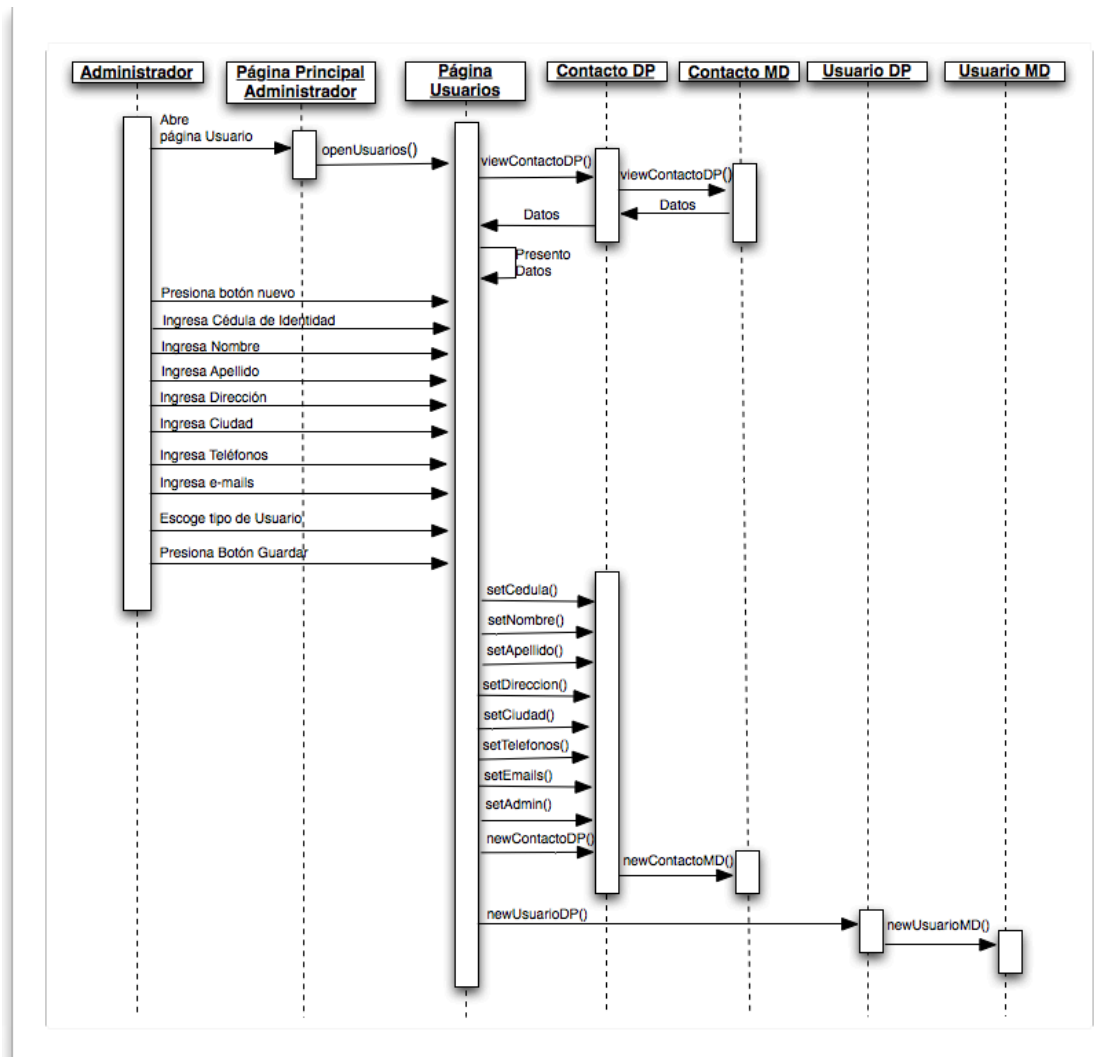 Administrador
Página Principal
Administrador
Página
Usuarios
Contacto DP
Contacto MD
Usuario DP
Usuario MD
Abre
página Usuario
openUsuarios()
viewContactoDP()
viewContactoDP()
Datos
Datos
Presento
Datos
Presiona botón nuevo
Ingresa Cédula de Identidad
Ingresa Nombre
Ingresa Apellido
Ingresa Dirección
Ingresa Ciudad
Ingresa Teléfonos
Ingresa e-mails
Escoge tipo de Usuario
Presiona Botón Guardar
setCedula()
setNombre()
setApellido()
setDireccion()
setCiudad()
setTelefonos()
setEmails()
setAdmin()
newContactoDP()
newContactoMD()
newUsuarioDP()
newUsuarioMD()